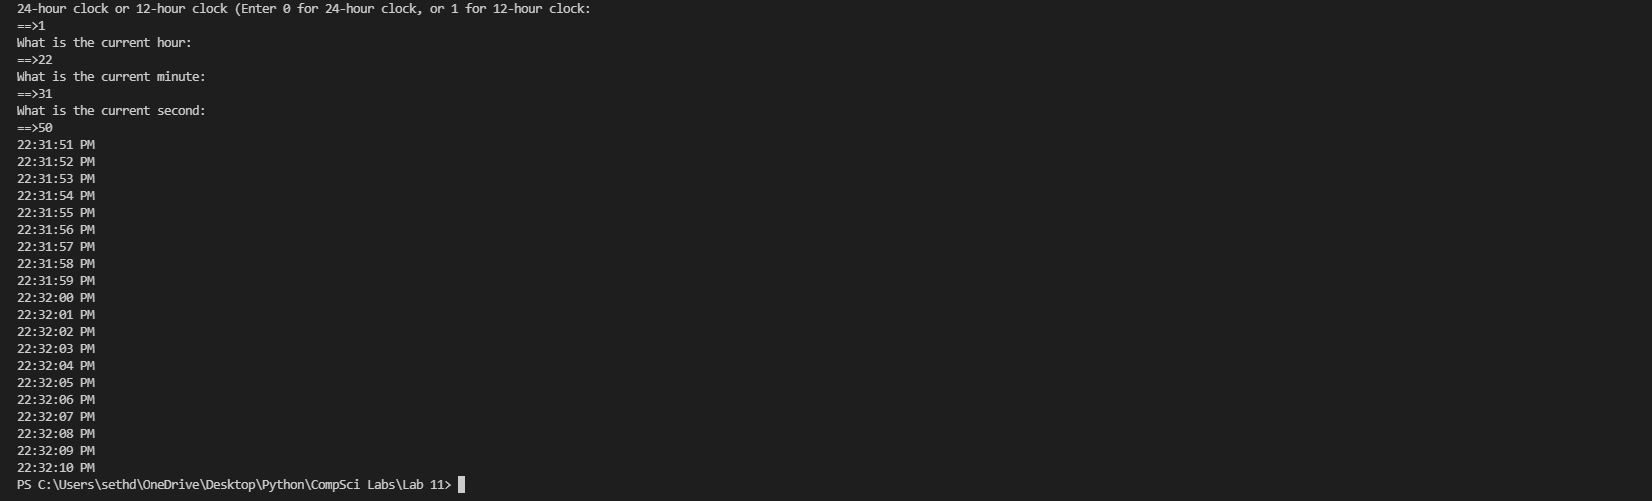 24-hour clock or 12-hour clock (Enter 0 for 24-hour clock, or 1 for 12-hour clock:
==>1
What is the current hour:
==>22
What is the current minute:
==>31
What is the current second:
==>50
22:31:51 PM
22:31:52 PM
22:31:53 PM
22:31:54 PM
22:31:55 PM
22:31:56 PM
22:31:57 PM
22:31:58 PM
22:31:59 PM
22:32:00 PM
22:32:01 PM
22:32:02 PM
22:32:03 PM
22:32:04 PM
22:32:05 PM
22:32:06 PM
22:32:07 PM
22:32:08 PM
22:32:09 PM
22:32:10 PM
PS C:\Users\sethd\OneDrive\Desktop\Python\CompSci Labs\Lab 11>